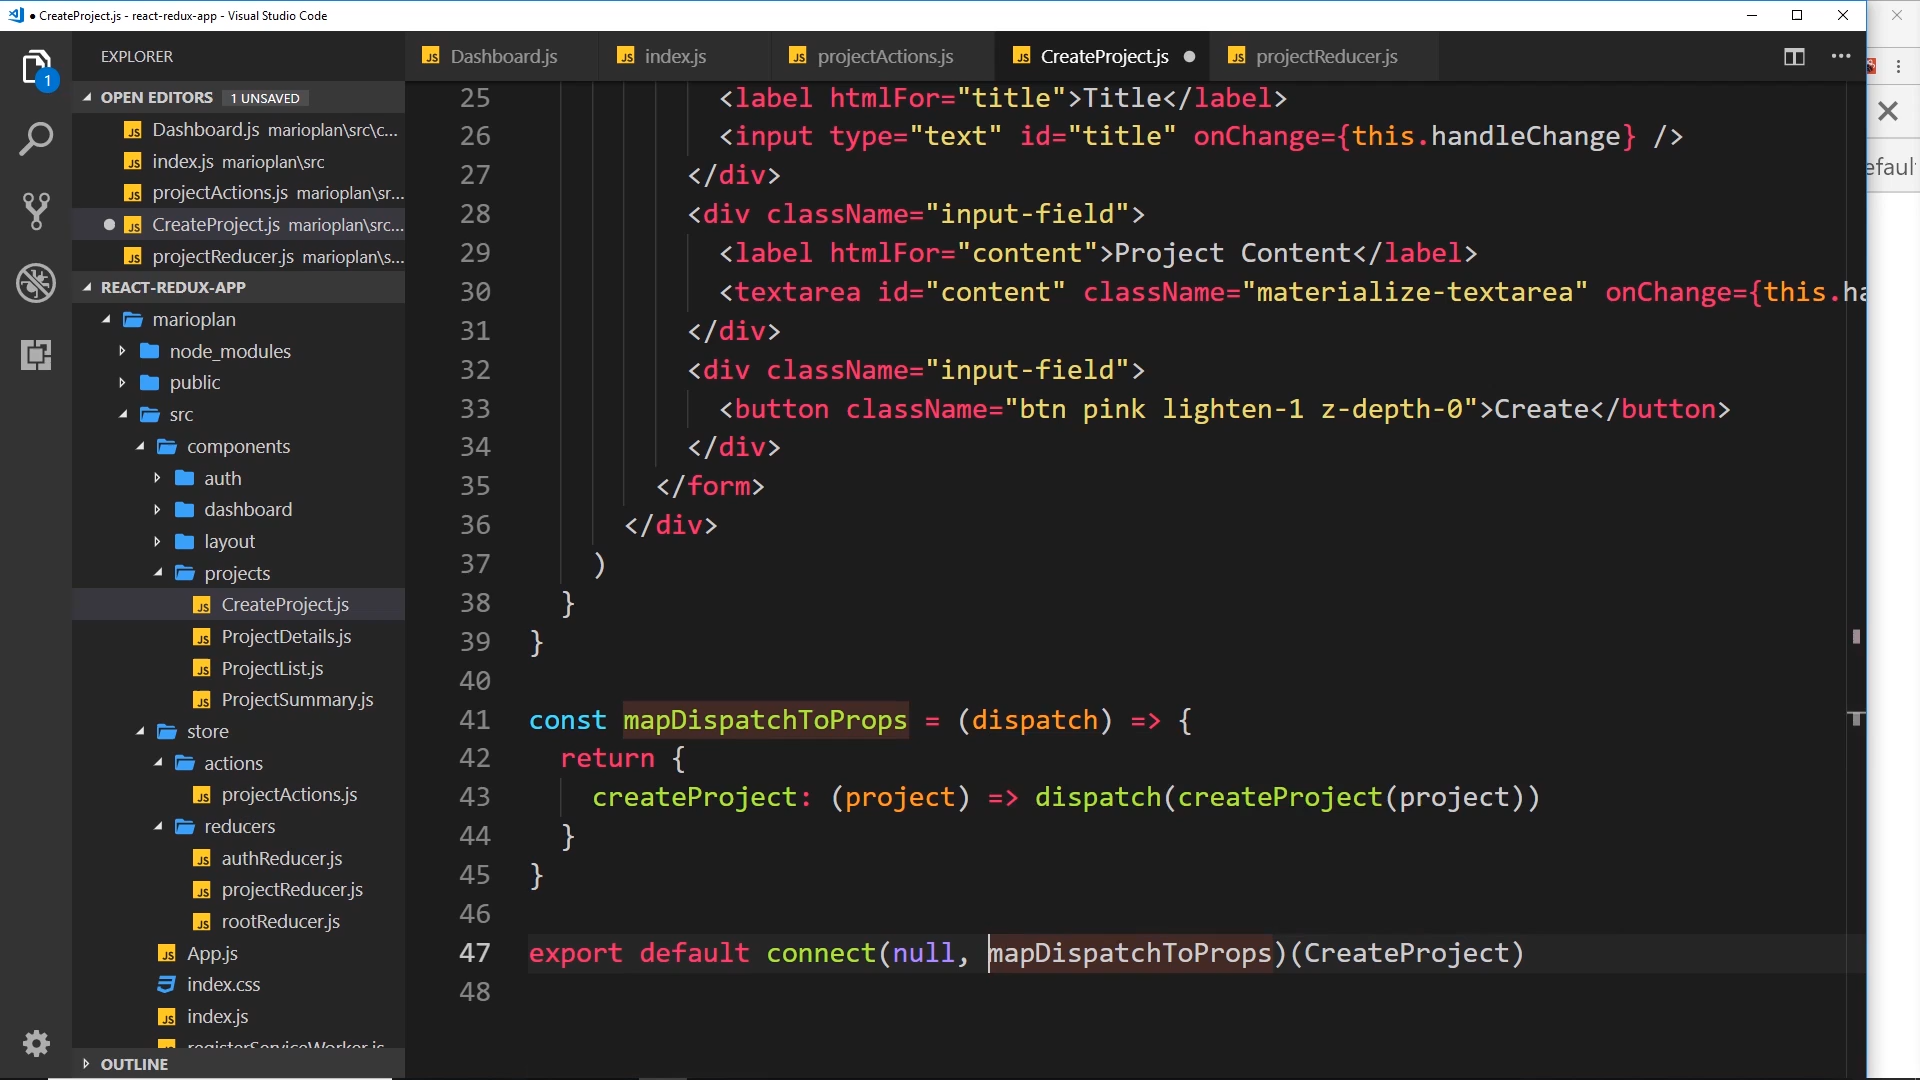 ● CreateProject.js - react-redux-app - Visual Studio Code
EXPLORER
1
OPEN EDITORS 1 UNSAVED
Dashboard.js marioplan\src\c...
index.js marioplan\src
projectActions.js marioplan\sr...
CreateProject.js marioplan\src...
projectReducer.js marioplan\s...
REACT-REDUX-APP
marioplan
node_modules
public
src
components
auth
dashboard
layout
projects
CreateProject.js
ProjectDetails.js
ProjectList.js
ProjectSummary.js
store
actions
projectActions.js
reducers
authReducer.js
projectReducer.js
rootReducer.js
App.js
index.css
index.js
registerServiceWorker.js
OUTLINE
Dashboard.js index.js projectActions.js CreateProject.js projectReducer.js
25 <label htmlFor="title">Title</label>
26 <input type="text" id="title" onChange={this.handleChange} />
27 </div>
28 <div className="input-field">
29 <label htmlFor="content">Project Content</label>
30 <textarea id="content" className="materialize-textarea" onChange={this.ha
31 </div>
32 <div className="input-field">
33 <button className="btn pink lighten-1 z-depth-0">Create</button>
34 </div>
35 </form>
36 </div>
37 )
38 }
39 }
40
41 const mapDispatchToProps = (dispatch) => {
42 return {
43 createProject: (project) => dispatch(createProject(project))
44 }
45 }
46
47 export default connect(null, mapDispatchToProps)(CreateProject)
48
efaul